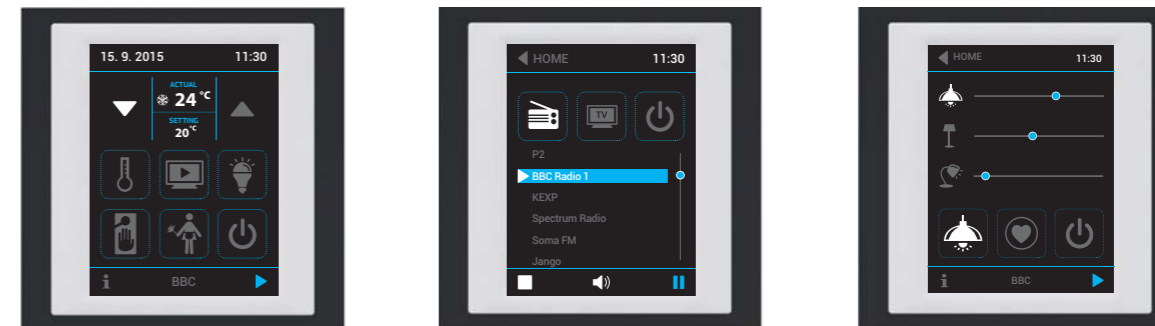 15. 9. 2015 11:30
ACTUAL
24 °C
SETTING
20°C
i BBC
HOME 11:30
TV
P2
BBC Radio 1
KEXP
Spectrum Radio
Soma FM
Jango
HOME 11:30
i BBC